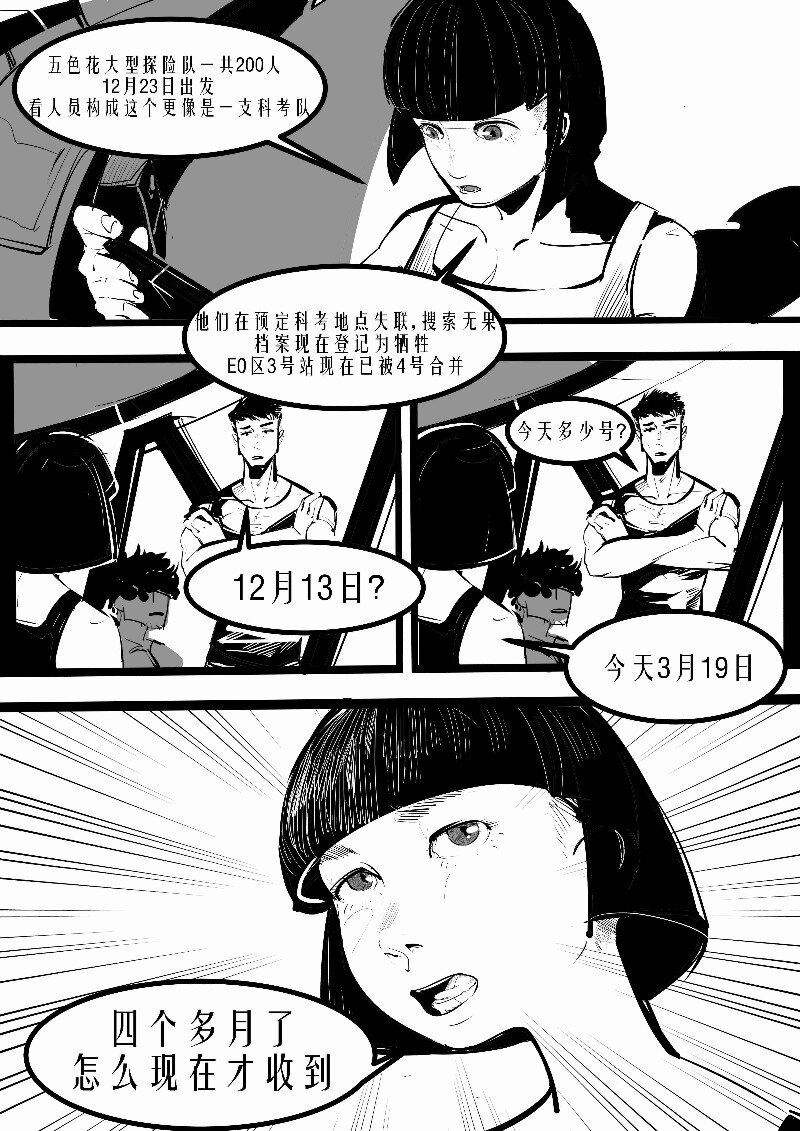 五色花大型探险队一共200人
12月23日出发
看人员构成这个更像是一支科考队
他们在预定科考地点失联,搜索无果
档案现在登记为牺牲
E0区3号站现在已被4号合并
12月13日?
今天多少号?
今天3月19日
四个多月了
怎么现在才收到